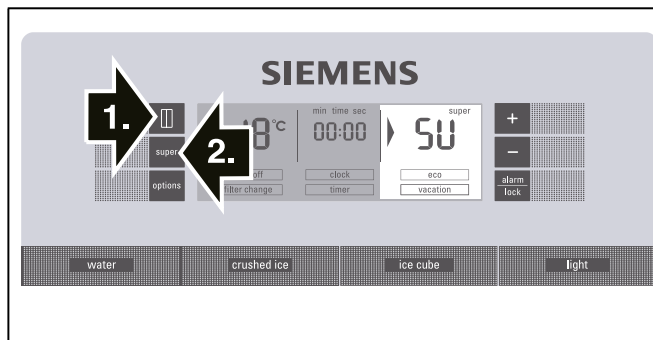 SIEMENS
1.
2.
super
options
18°C
min time sec
00:00
super
SU
off
clock
eco
filter change
timer
vacation
+
−
alarm
lock
water
crushed ice
ice cube
light